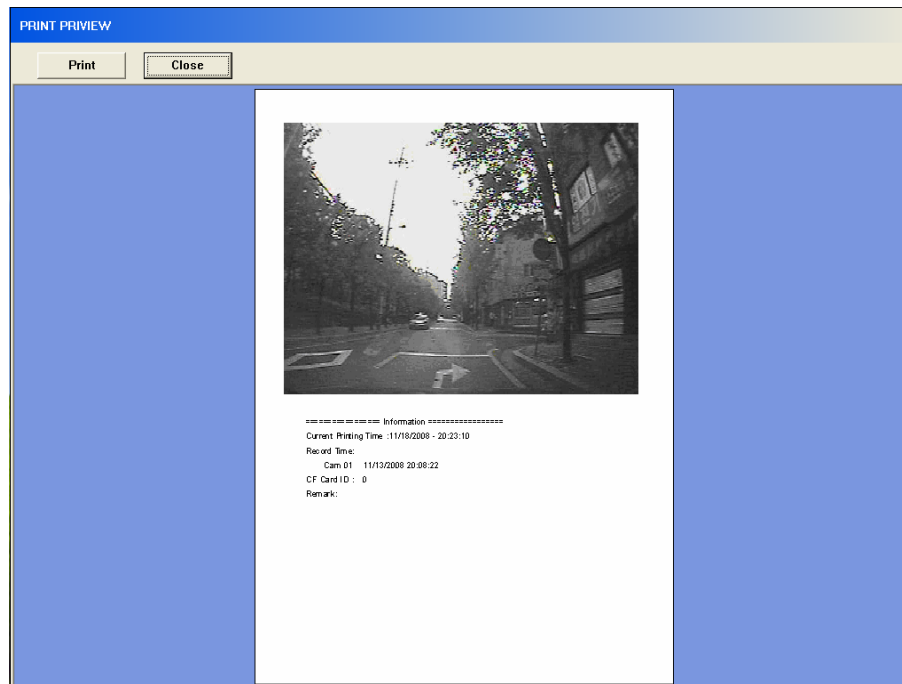 PRINT PRIVIEW
Print Close
================= Information =================
Current Printing Time :11/18/2008 - 20:23:10
Record Time:
Cam 01 11/13/2008 20:08:22
CF Card ID : 0
Remark: